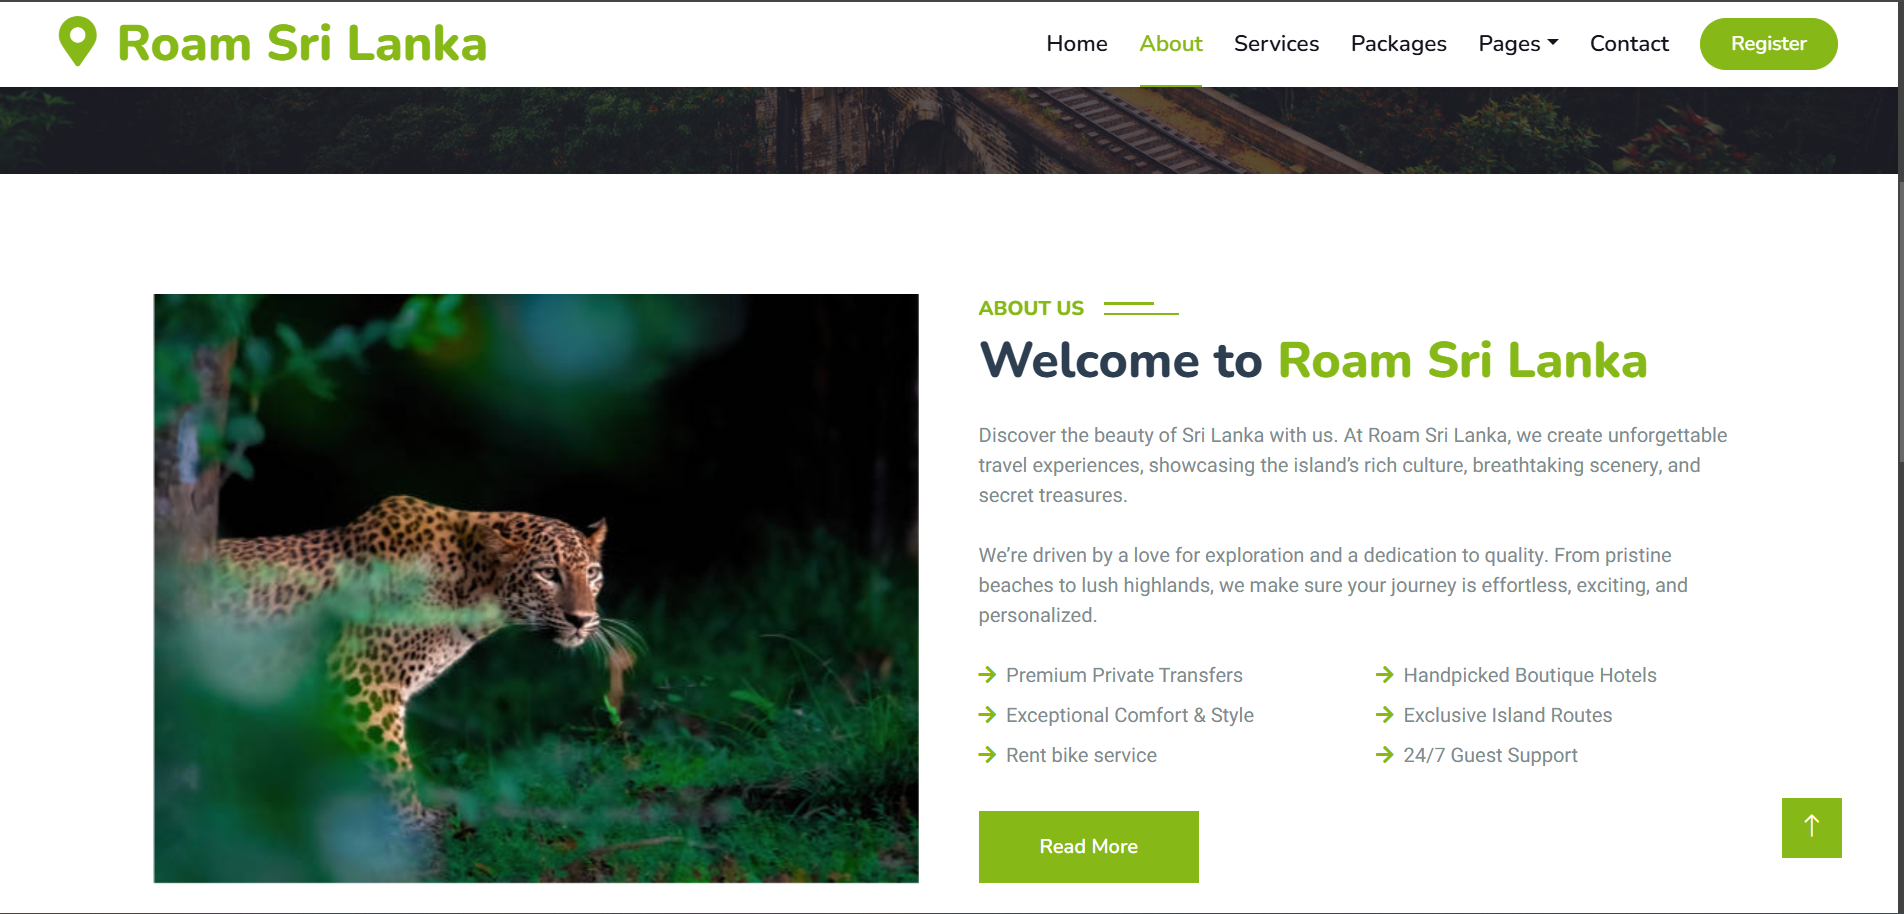 Roam Sri Lanka
Home About Services Packages Pages Contact Register
ABOUT US
Welcome to Roam Sri Lanka
Discover the beauty of Sri Lanka with us. At Roam Sri Lanka, we create unforgettable
travel experiences, showcasing the island’s rich culture, breathtaking scenery, and
secret treasures.
We’re driven by a love for exploration and a dedication to quality. From pristine
beaches to lush highlands, we make sure your journey is effortless, exciting, and
personalized.
Premium Private Transfers
Handpicked Boutique Hotels
Exceptional Comfort & Style
Exclusive Island Routes
Rent bike service
24/7 Guest Support
Read More